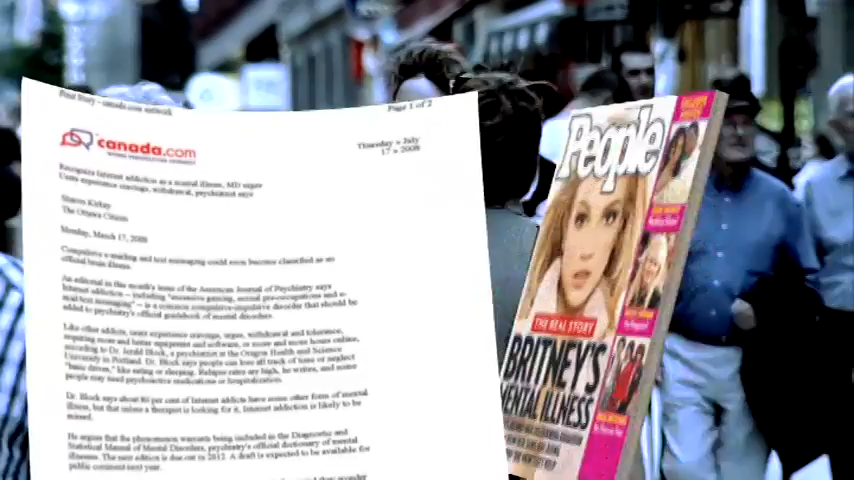 Print Story - canada.com network
Page 1 of 2
canada.com
Thursday » July
17 » 2008
Recognize Internet addiction as a mental illness, MD urges
Users experience cravings, withdrawal, psychiatrist says
Sharon Kirkey
The Ottawa Citizen
Monday, March 17, 2008
Compulsive e-mailing and text messaging could soon become classified as an
official brain illness.
An editorial in this month's issue of the American Journal of Psychiatry says
Internet addiction -- including "excessive gaming, sexual pre-occupations and e-
mail/text messaging" -- is a common compulsive-impulsive disorder that should be
added to psychiatry's official guidebook of mental disorders.
Like other addicts, users experience cravings, urges, withdrawal and tolerance,
requiring more and better equipment and software, or more and more hours online,
according to Dr. Jerald Block, a psychiatrist at the Oregon Health and Science
University in Portland. Dr. Block says people can lose all track of time or neglect
"basic drives," like eating or sleeping. Relapse rates are high, he writes, and some
people may need psychoactive medications or hospitalization.
Dr. Block says about 80 per cent of Internet addicts have some other form of mental
illness, but that unless a therapist is looking for it, Internet addiction is likely to be
missed.
He argues that the phenomenon warrants being included in the Diagnostic and
Statistical Manual of Mental Disorders, psychiatry's official dictionary of mental
illnesses. The next edition is due out in 2012. A draft is expected to be available for
public comment next year.
People
THE REAL STORY
BRITNEY'S
MENTAL ILLNESS